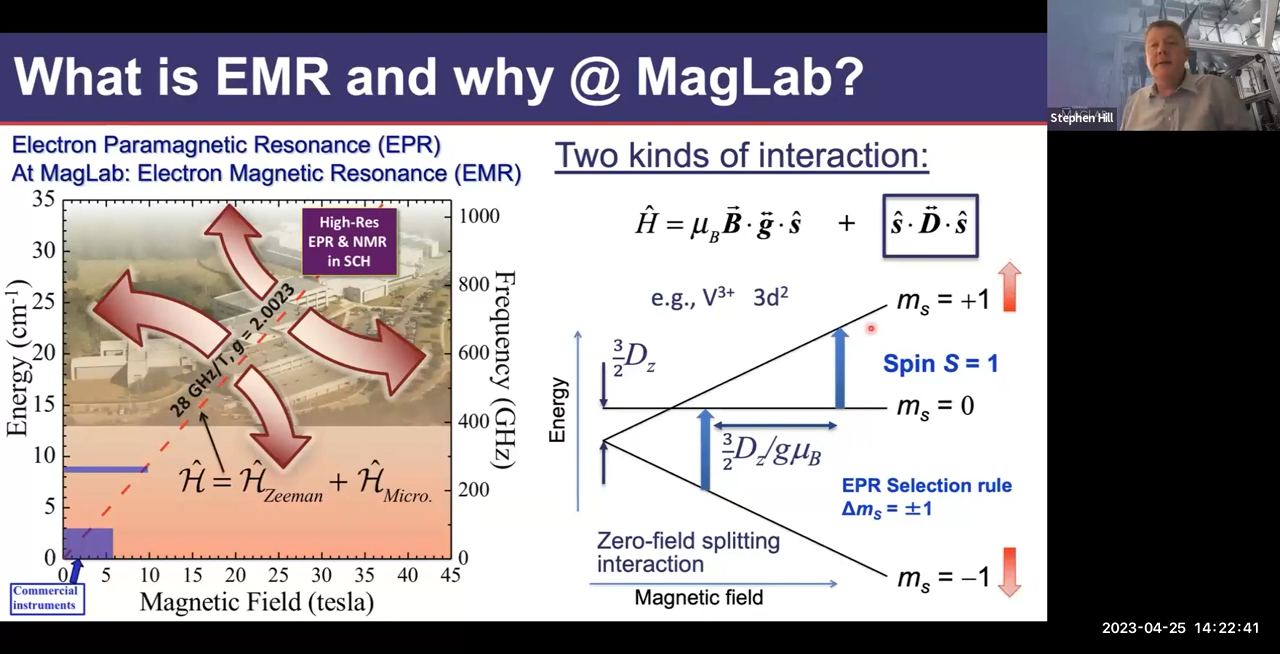 What is EMR and why @ MagLab?
Stephen Hill
Electron Paramagnetic Resonance (EPR)
At MagLab: Electron Magnetic Resonance (EMR)
Energy (cm⁻¹)
35
30
25
20
15
10
5
0
High-Res
EPR & NMR
in SCH
28 GHz/T, g = 2.0023
Ĥ = Ĥ_Zeeman + Ĥ_Micro.
1000
800
600
400
200
0
Frequency (GHz)
0 5 10 15 20 25 30 35 40 45
Magnetic Field (tesla)
Commercial
instruments
Two kinds of interaction:
Ĥ = μ_B B⃗ · g⃡ · ŝ + ŝ · D⃡ · ŝ
e.g., V³⁺ 3d²
m_s = +1
3/2 D_z
Spin S = 1
m_s = 0
Energy
3/2 D_z/gμ_B
EPR Selection rule
Δm_s = ±1
Zero-field splitting
interaction
m_s = −1
Magnetic field
2023-04-25 14:22:41